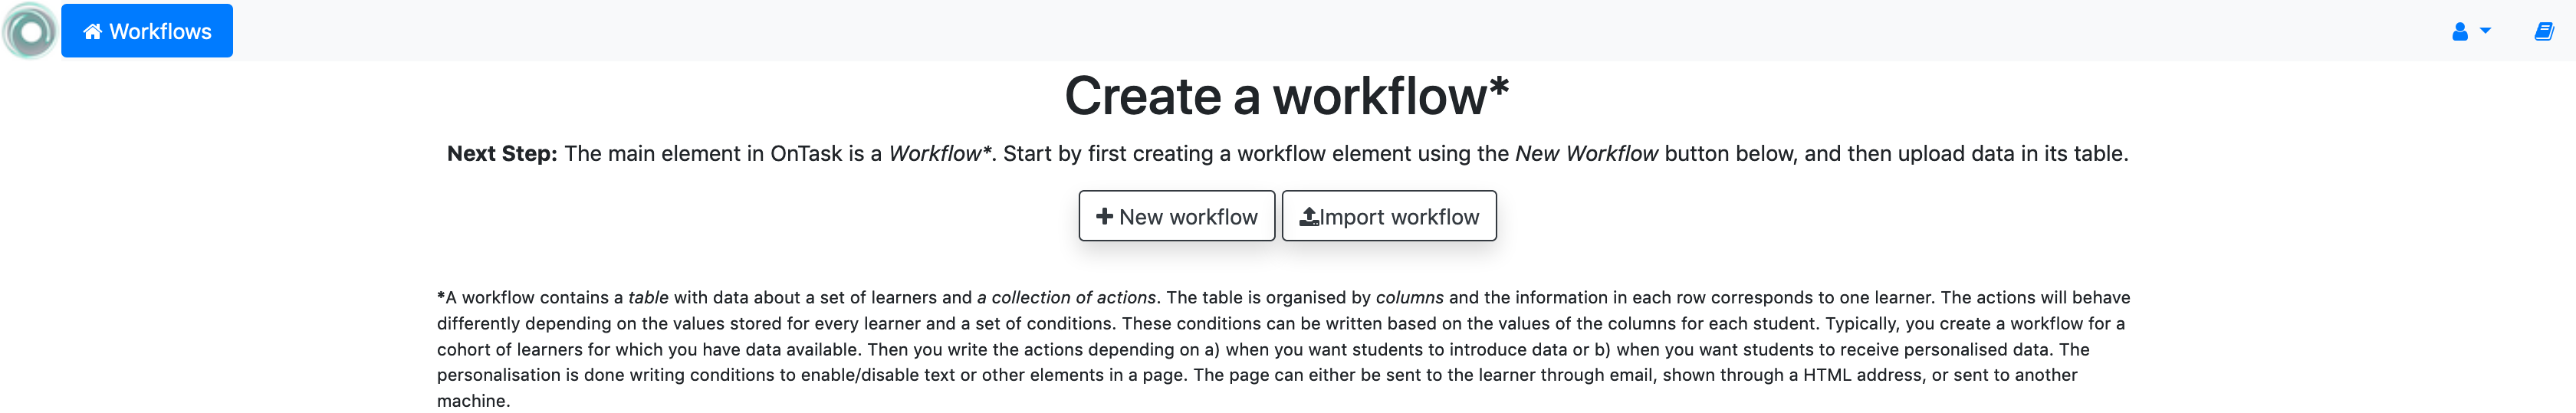 Workflows
Create a workflow*
Next Step: The main element in OnTask is a Workflow*. Start by first creating a workflow element using the New Workflow button below, and then upload data in its table.
New workflow
Import workflow
*A workflow contains a table with data about a set of learners and a collection of actions. The table is organised by columns and the information in each row corresponds to one learner. The actions will behave
differently depending on the values stored for every learner and a set of conditions. These conditions can be written based on the values of the columns for each student. Typically, you create a workflow for a
cohort of learners for which you have data available. Then you write the actions depending on a) when you want students to introduce data or b) when you want students to receive personalised data. The
personalisation is done writing conditions to enable/disable text or other elements in a page. The page can either be sent to the learner through email, shown through a HTML address, or sent to another
machine.